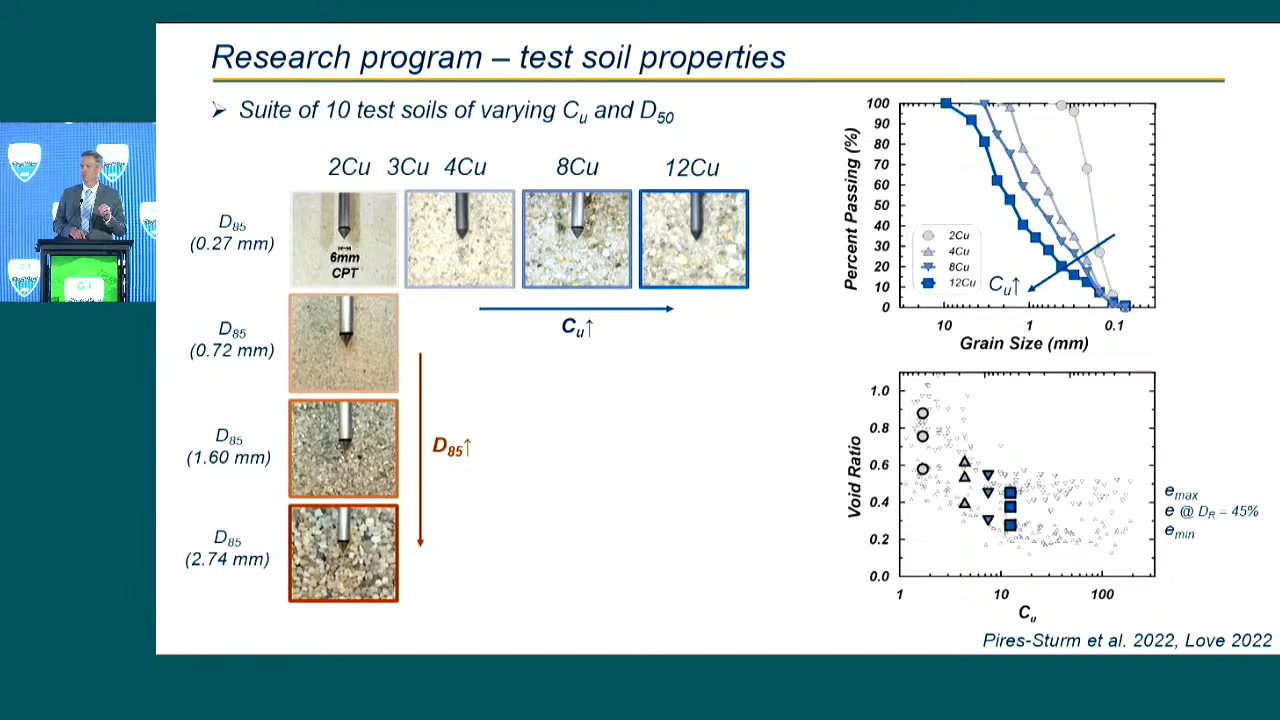 Research program – test soil properties
➢ Suite of 10 test soils of varying Cu and D50
2Cu 3Cu 4Cu 8Cu 12Cu
D85
(0.27 mm)
6mm
CPT
Cu↑
D85
(0.72 mm)
D85
(1.60 mm)
D85↑
D85
(2.74 mm)
100
90
80
70
60
50
40
30
20
10
0
Percent Passing (%)
2Cu
4Cu
8Cu
12Cu
Cu↑
10 1 0.1
Grain Size (mm)
1.0
0.8
0.6
0.4
0.2
0.0
Void Ratio
emax
e @ DR = 45%
emin
1 10 100
Cu
Pires-Sturm et al. 2022, Love 2022